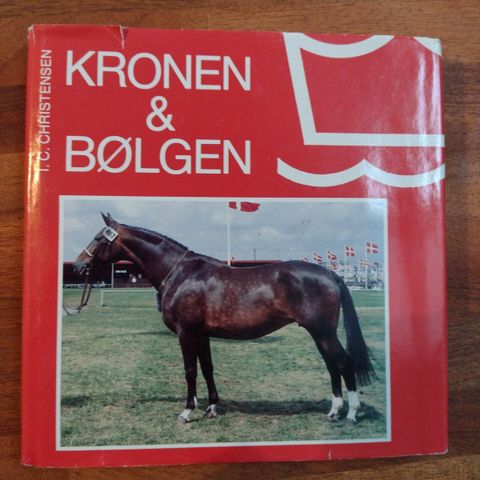 I. C. CHRISTENSEN
KRONEN
&
BØLGEN